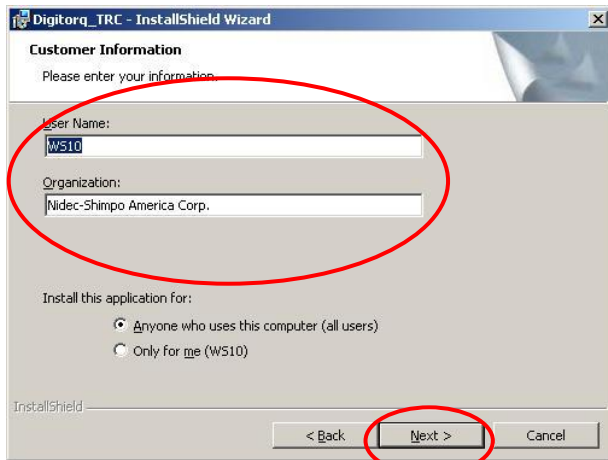 Digitorq_TRC - InstallShield Wizard
Customer Information
Please enter your information.
User Name:
WS10
Organization:
Nidec-Shimpo America Corp.
Install this application for:
Anyone who uses this computer (all users)
Only for me (WS10)
InstallShield
< Back
Next >
Cancel